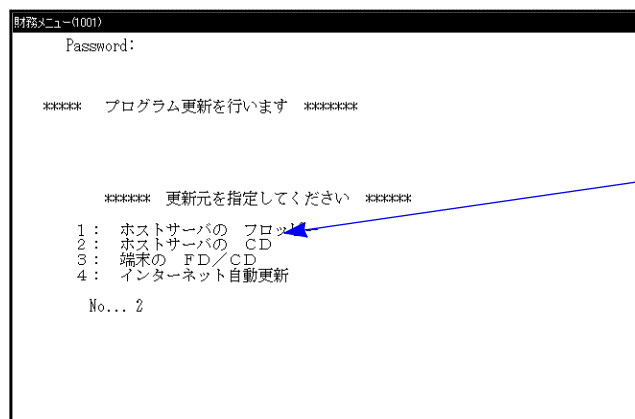 財務メニュー(1001)
Password:
***** プログラム更新を行います *******
****** 更新元を指定してください ******
1: ホストサーバの フロッピー
2: ホストサーバの CD
3: 端末の FD/CD
4: インターネット自動更新
No... 2